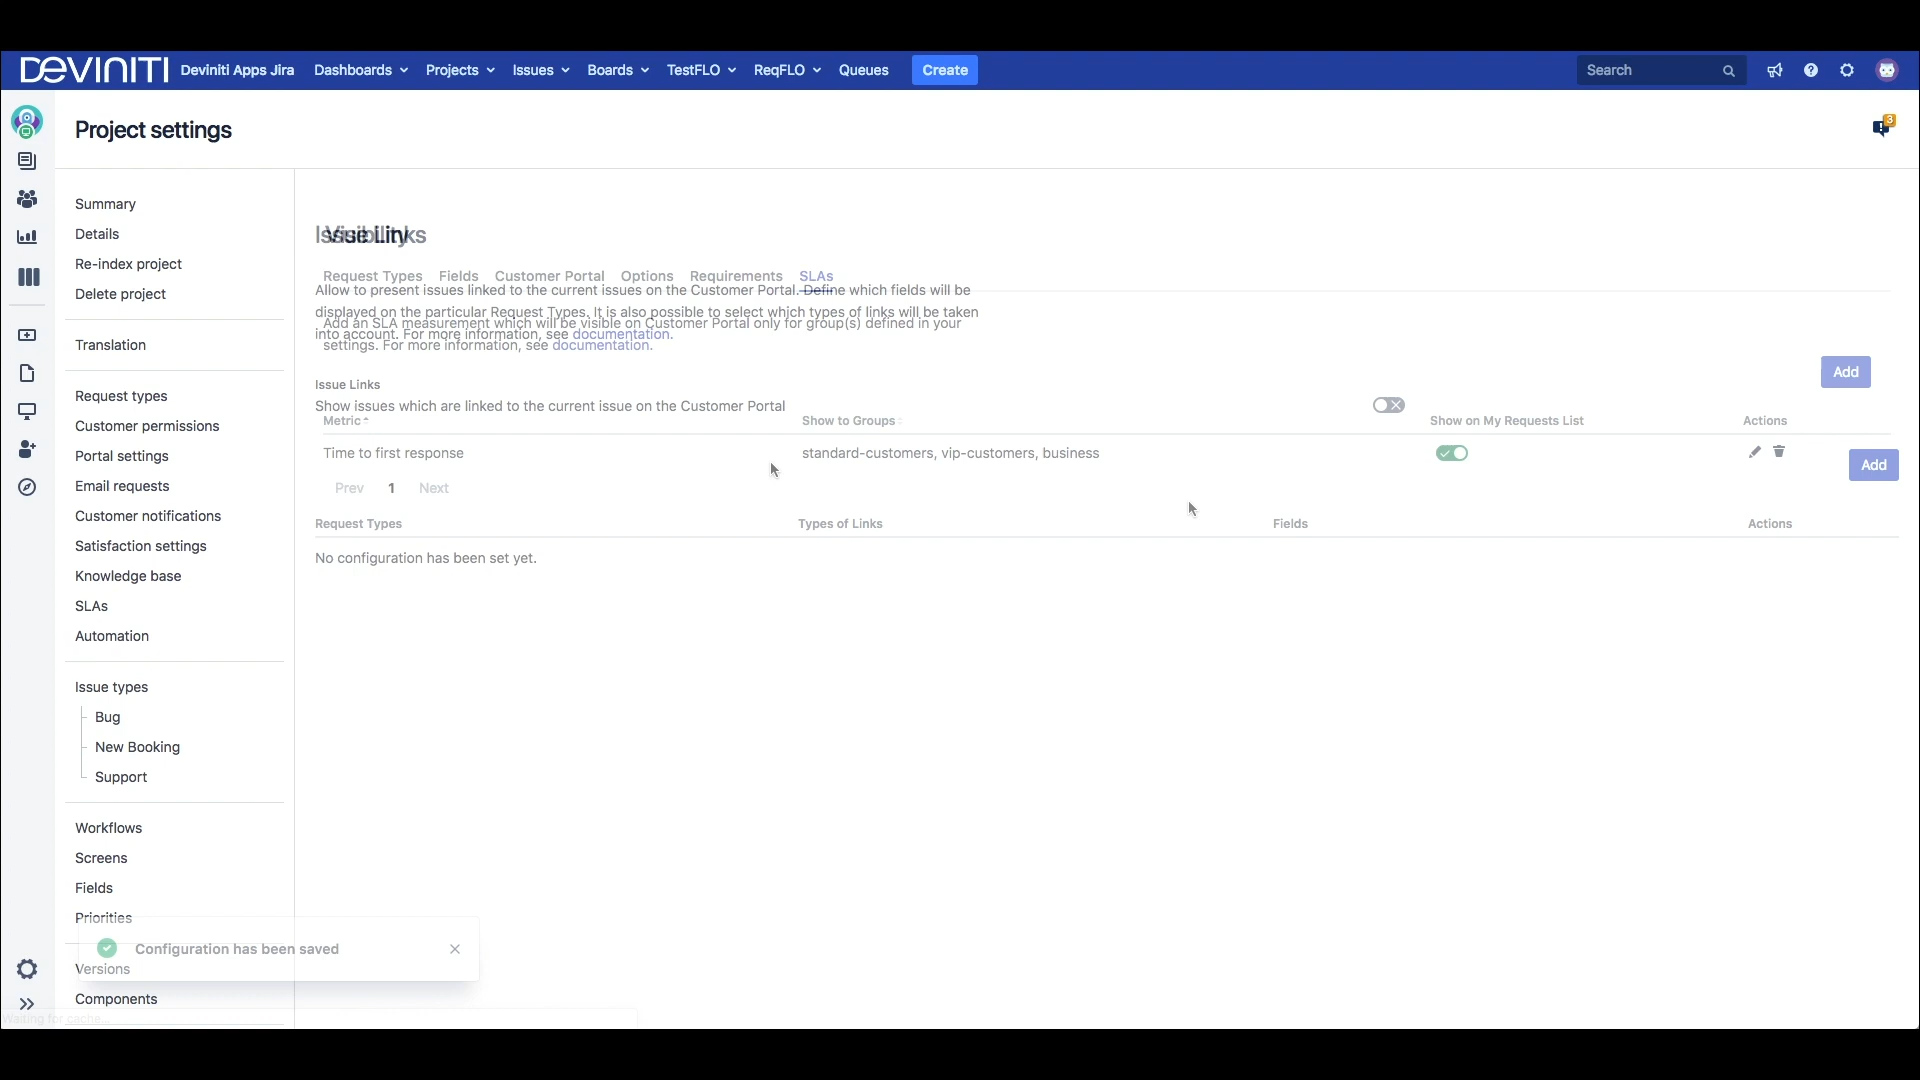 DEVINITI Deviniti Apps Jira Dashboards Projects Issues Boards TestFLO ReqFLO Queues Create Search
Project settings
3
Summary
Details
Re-index project
Delete project
Translation
Request types
Customer permissions
Portal settings
Email requests
Customer notifications
Satisfaction settings
Knowledge base
SLAs
Automation
Issue types
Bug
New Booking
Support
Workflows
Screens
Fields
Priorities
Versions
Components
Issue Links
Visibility
Request Types Fields Customer Portal Options Requirements SLAs
Allow to present issues linked to the current issues on the Customer Portal. Define which fields will be
displayed on the particular Request Types. It is also possible to select which types of links will be taken
into account. For more information, see documentation.
Add an SLA measurement which will be visible on Customer Portal only for group(s) defined in your
settings. For more information, see documentation.
Add
Issue Links
Show issues which are linked to the current issue on the Customer Portal
Metric Show to Groups Show on My Requests List Actions
Time to first response standard-customers, vip-customers, business
Add
Prev 1 Next
Request Types Types of Links Fields Actions
No configuration has been set yet.
Configuration has been saved
Waiting for cache...